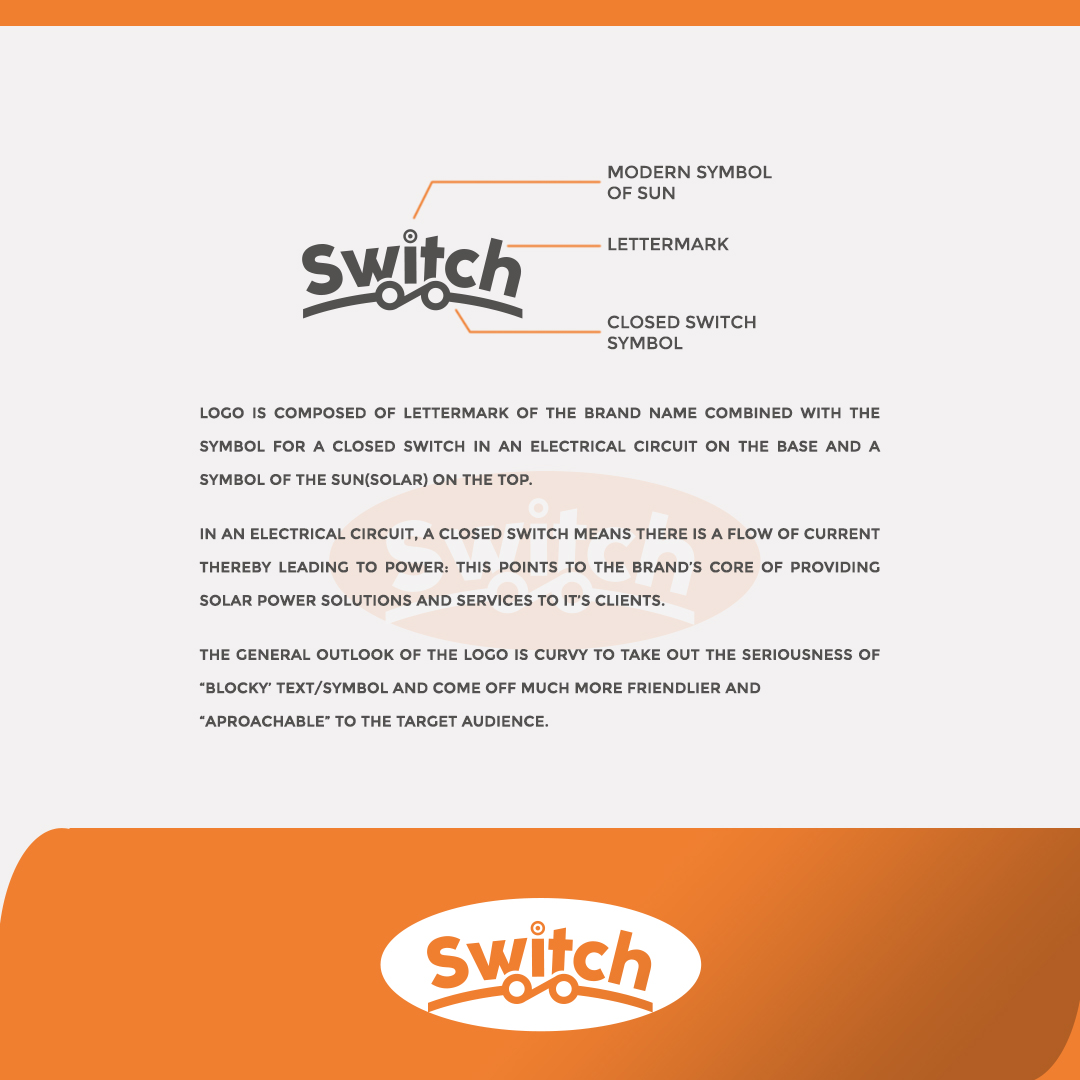 MODERN SYMBOL
OF SUN
Switch
LETTERMARK
CLOSED SWITCH
SYMBOL
LOGO IS COMPOSED OF LETTERMARK OF THE BRAND NAME COMBINED WITH THE
SYMBOL FOR A CLOSED SWITCH IN AN ELECTRICAL CIRCUIT ON THE BASE AND A
SYMBOL OF THE SUN(SOLAR) ON THE TOP.
Switch
IN AN ELECTRICAL CIRCUIT, A CLOSED SWITCH MEANS THERE IS A FLOW OF CURRENT
THEREBY LEADING TO POWER: THIS POINTS TO THE BRAND’S CORE OF PROVIDING
SOLAR POWER SOLUTIONS AND SERVICES TO IT’S CLIENTS.
THE GENERAL OUTLOOK OF THE LOGO IS CURVY TO TAKE OUT THE SERIOUSNESS OF
“BLOCKY’ TEXT/SYMBOL AND COME OFF MUCH MORE FRIENDLIER AND
“APROACHABLE” TO THE TARGET AUDIENCE.
Switch